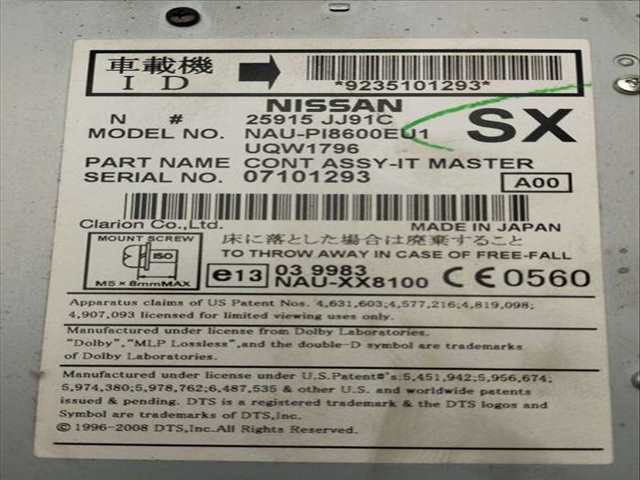 車載機
ID
*9235101293*
NISSAN
N # 25915 JJ91C
SX
MODEL NO. NAU-PI8600EU1
UQW1796
PART NAME CONT ASSY-IT MASTER
SERIAL NO. 07101293
A00
Clarion Co.,Ltd.
MADE IN JAPAN
MOUNT SCREW
ISO
M5×8mmMAX
床に落とした場合は廃棄すること
TO THROW AWAY IN CASE OF FREE-FALL
e13 03 9983
NAU-XX8100
CE0560
Apparatus claims of US Patent Nos. 4,631,603;4,577,216;4,819,098;
4,907,093 licensed for limited viewing uses only.
Manufactured under license from Dolby Laboratories.
"Dolby","MLP Lossless",and the double-D symbol are trademarks
of Dolby Laboratories.
Manufactured under license under U.S.Patent#'s:5,451,942;5,956,674;
5,974,380;5,978,762;6,487,535 & other U.S. and worldwide patents
issued & pending. DTS is a registered trademark & the DTS logos and
Symbol are trademarks of DTS,Inc.
©1996-2008 DTS,Inc.All Rights Reserved.